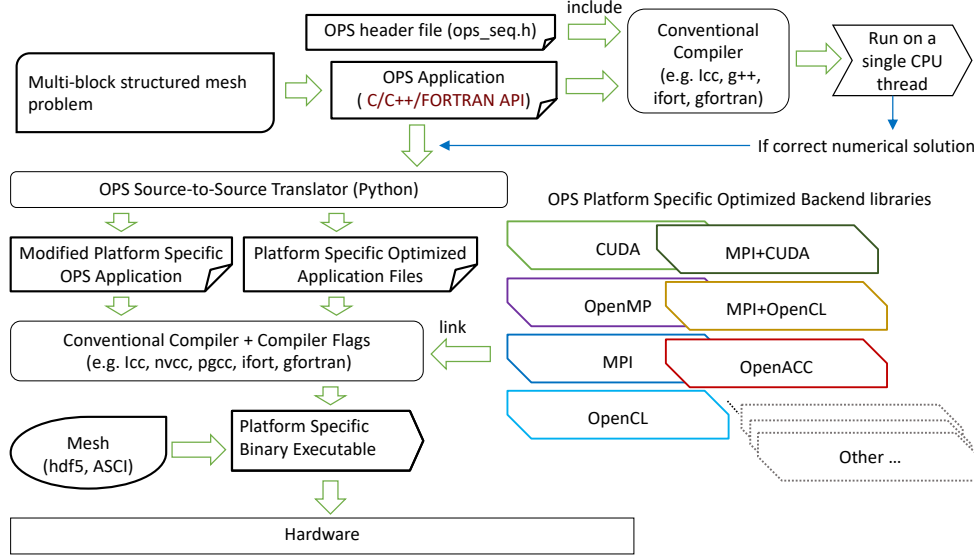 include
OPS header file (ops_seq.h)
Conventional
Compiler
(e.g. Icc, g++,
ifort, gfortran)
Run on a
single CPU
thread
Multi-block structured mesh
problem
OPS Application
( C/C++/FORTRAN API)
If correct numerical solution
OPS Source-to-Source Translator (Python)
OPS Platform Specific Optimized Backend libraries
Modified Platform Specific
OPS Application
Platform Specific Optimized
Application Files
CUDA
MPI+CUDA
OpenMP
MPI+OpenCL
Conventional Compiler + Compiler Flags
(e.g. Icc, nvcc, pgcc, ifort, gfortran)
link
MPI
OpenACC
OpenCL
Other ...
Mesh
(hdf5, ASCI)
Platform Specific
Binary Executable
Hardware